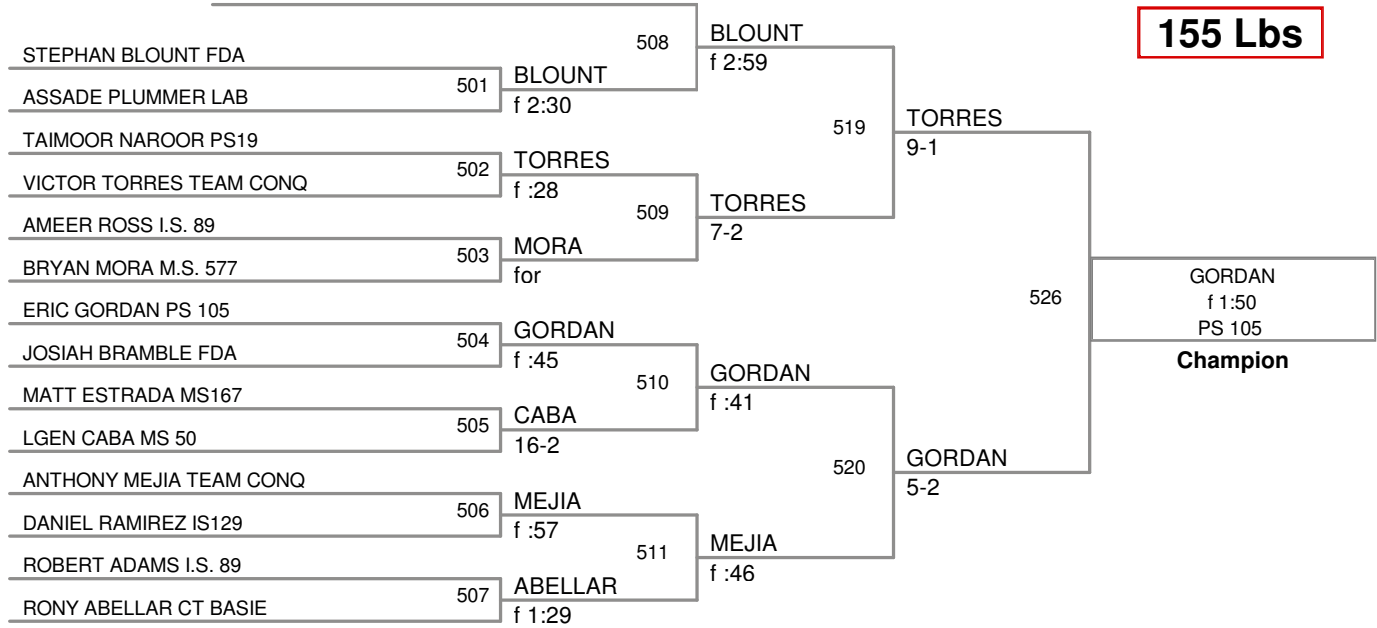 155 Lbs
STEPHAN BLOUNT FDA
ASSADE PLUMMER LAB
TAIMOOR NAROOR PS19
VICTOR TORRES TEAM CONQ
AMEER ROSS I.S. 89
BRYAN MORA M.S. 577
ERIC GORDAN PS 105
JOSIAH BRAMBLE FDA
MATT ESTRADA MS167
LGEN CABA MS 50
ANTHONY MEJIA TEAM CONQ
DANIEL RAMIREZ IS129
ROBERT ADAMS I.S. 89
RONY ABELLAR CT BASIE
501
502
503
504
505
506
507
BLOUNT
f 2:30
TORRES
f :28
MORA
for
GORDAN
f :45
CABA
16-2
MEJIA
f :57
ABELLAR
f 1:29
508
509
510
511
BLOUNT
f 2:59
TORRES
7-2
GORDAN
f :41
MEJIA
f :46
519
520
TORRES
9-1
GORDAN
5-2
526
GORDAN
f 1:50
PS 105
Champion